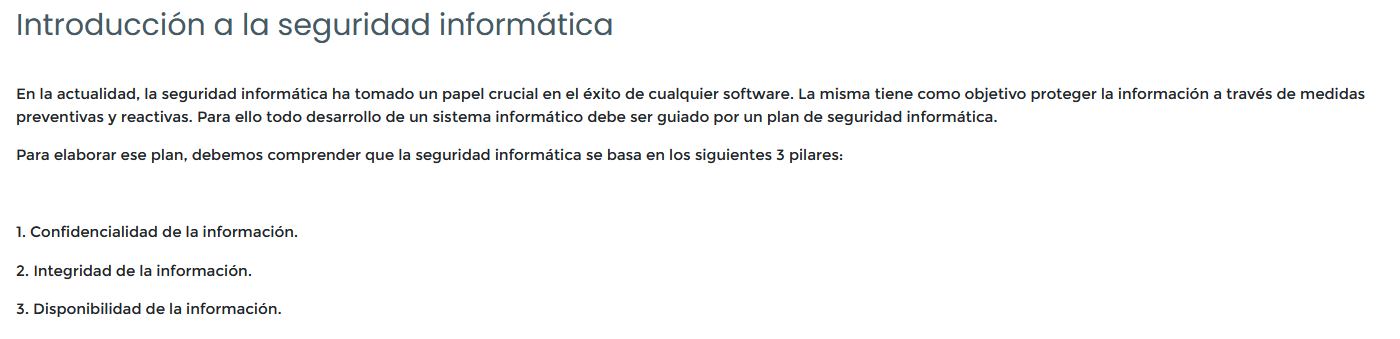 Introducción a la seguridad informática
En la actualidad, la seguridad informática ha tomado un papel crucial en el éxito de cualquier software. La misma tiene como objetivo proteger la información a través de medidas
preventivas y reactivas. Para ello todo desarrollo de un sistema informático debe ser guiado por un plan de seguridad informática.
Para elaborar ese plan, debemos comprender que la seguridad informática se basa en los siguientes 3 pilares:
1. Confidencialidad de la información.
2. Integridad de la información.
3. Disponibilidad de la información.